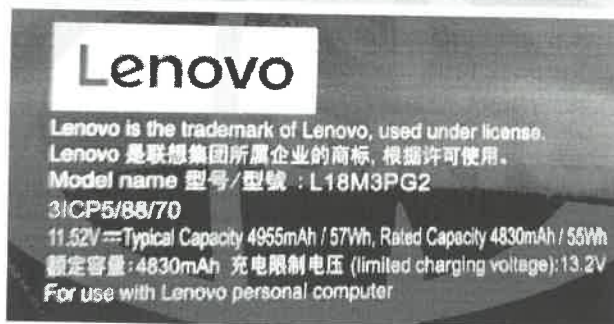 Lenovo
Lenovo is the trademark of Lenovo, used under license.
Lenovo 是联想集团所属企业的商标, 根据许可使用。
Model name 型号/型號 : L18M3PG2
3ICP5/88/70
11.52V⎓Typical Capacity 4955mAh / 57Wh, Rated Capacity 4830mAh / 55Wh
额定容量:4830mAh 充电限制电压 (limited charging voltage):13.2V
For use with Lenovo personal computer